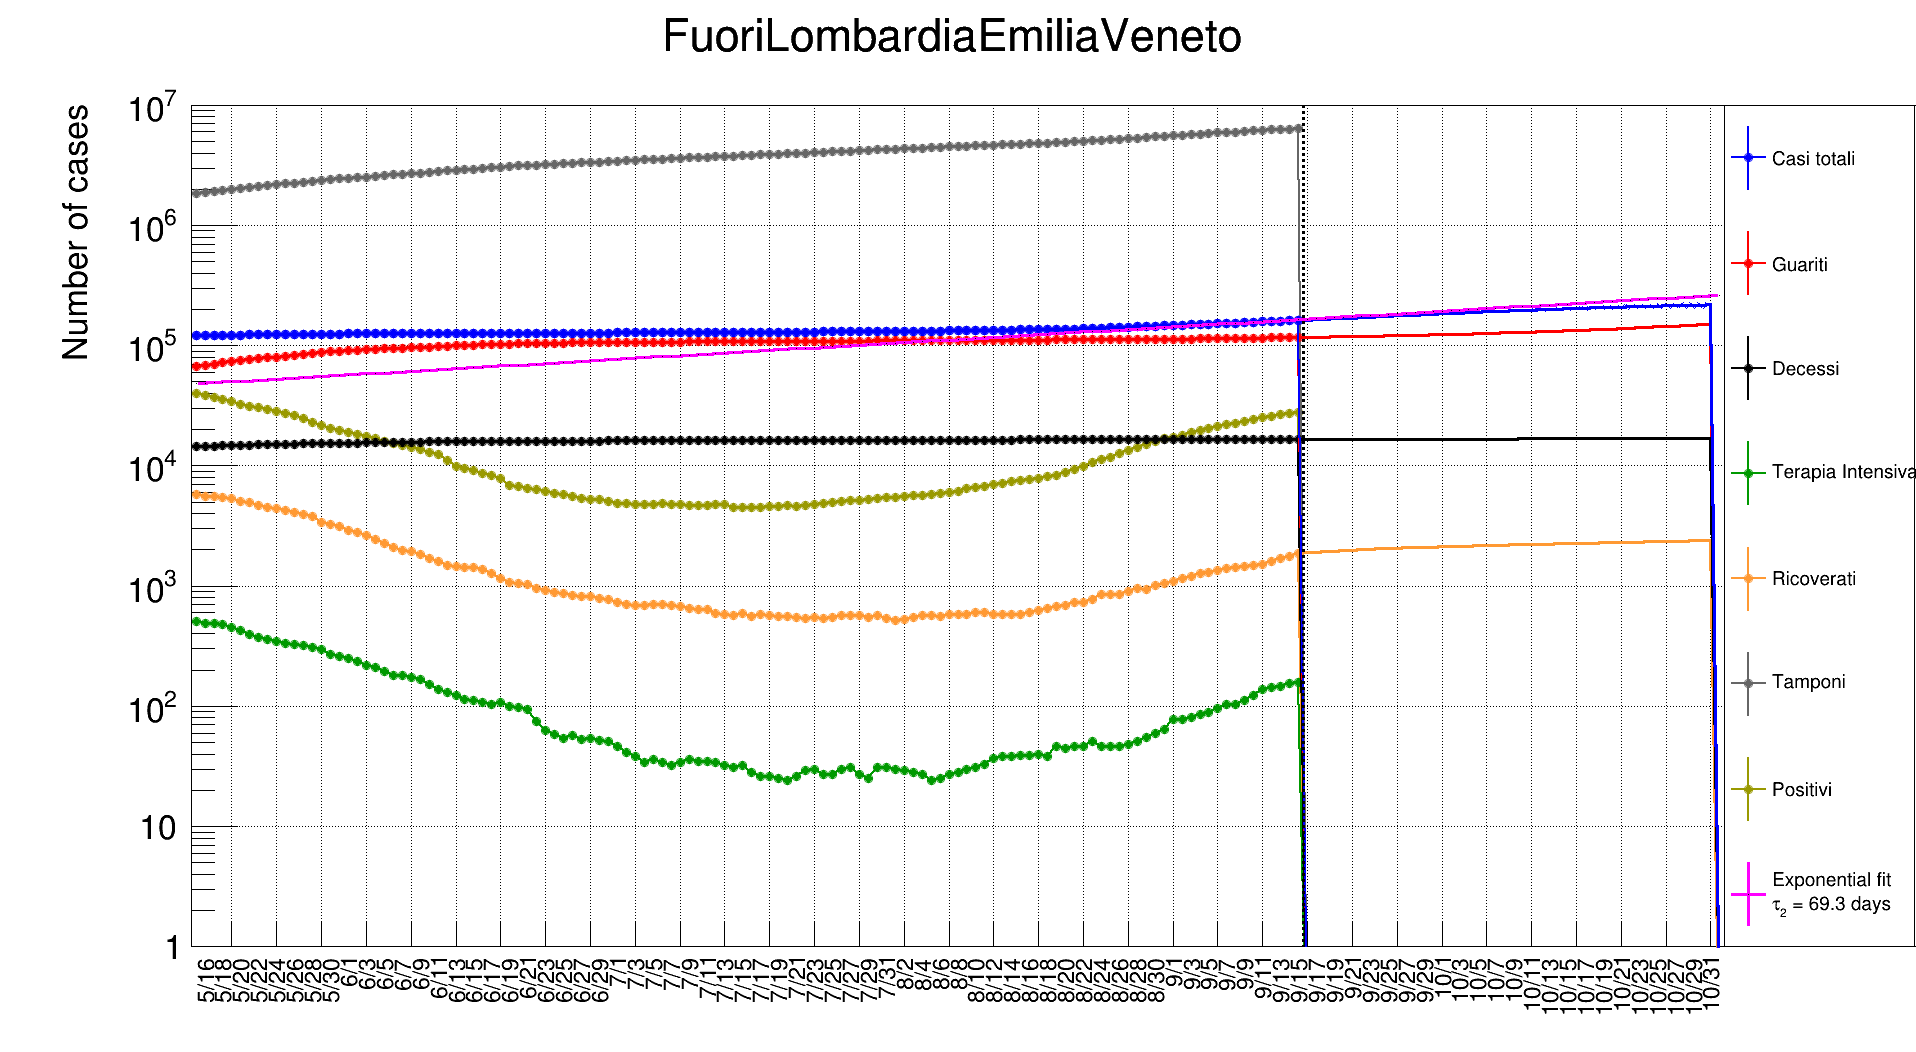 FuoriLombardiaEmiliaVeneto
Number of cases
10^7
10^6
10^5
10^4
10^3
10^2
10
1
5/16 5/18 5/20 5/22 5/24 5/26 5/28 5/30 6/1 6/3 6/5 6/7 6/9 6/11 6/13 6/15 6/17 6/19 6/21 6/23 6/25 6/27 6/29 7/1 7/3 7/5 7/7 7/9 7/11 7/13 7/15 7/17 7/19 7/21 7/23 7/25 7/27 7/29 7/31 8/2 8/4 8/6 8/8 8/10 8/12 8/14 8/16 8/18 8/20 8/22 8/24 8/26 8/28 8/30 9/1 9/3 9/5 9/7 9/9 9/11 9/13 9/15 9/17 9/19 9/21 9/23 9/25 9/27 9/29 10/1 10/3 10/5 10/7 10/9 10/11 10/13 10/15 10/17 10/19 10/21 10/23 10/25 10/27 10/29 10/31
Casi totali
Guariti
Decessi
Terapia Intensiva
Ricoverati
Tamponi
Positivi
Exponential fit
τ₂ = 69.3 days